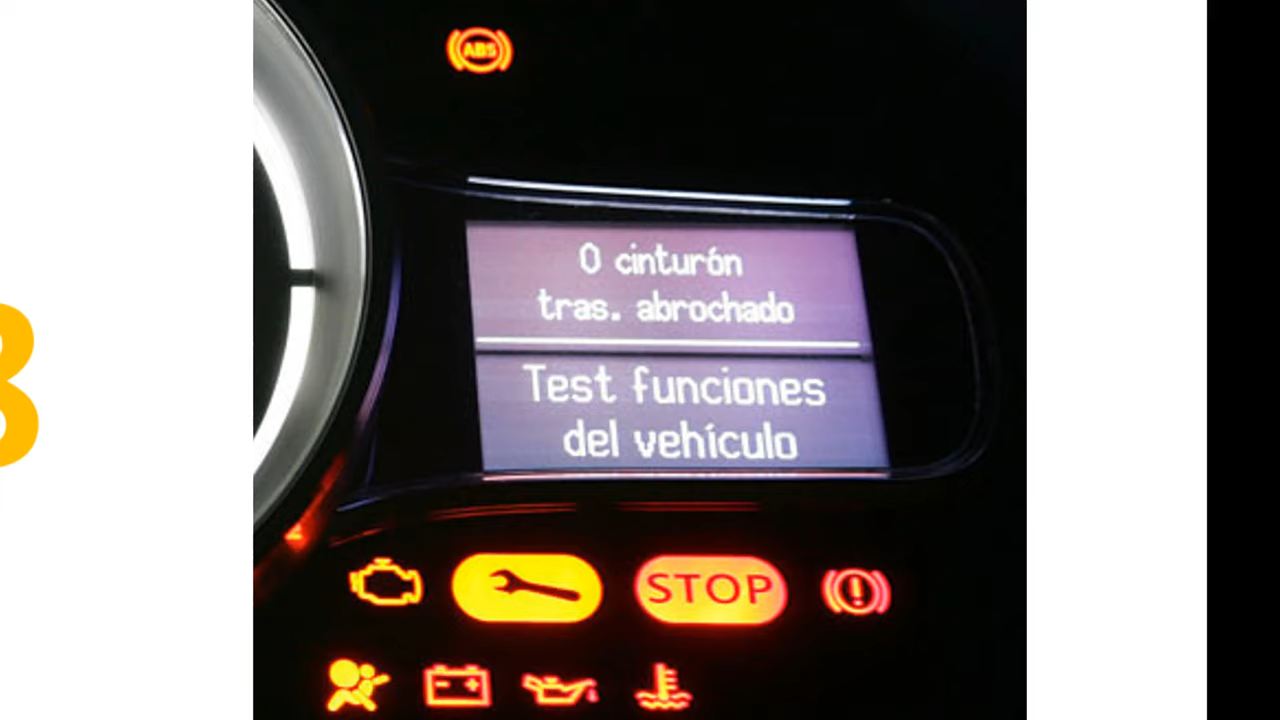 ABS
0 cinturón
tras. abrochado
Test funciones
del vehículo
STOP